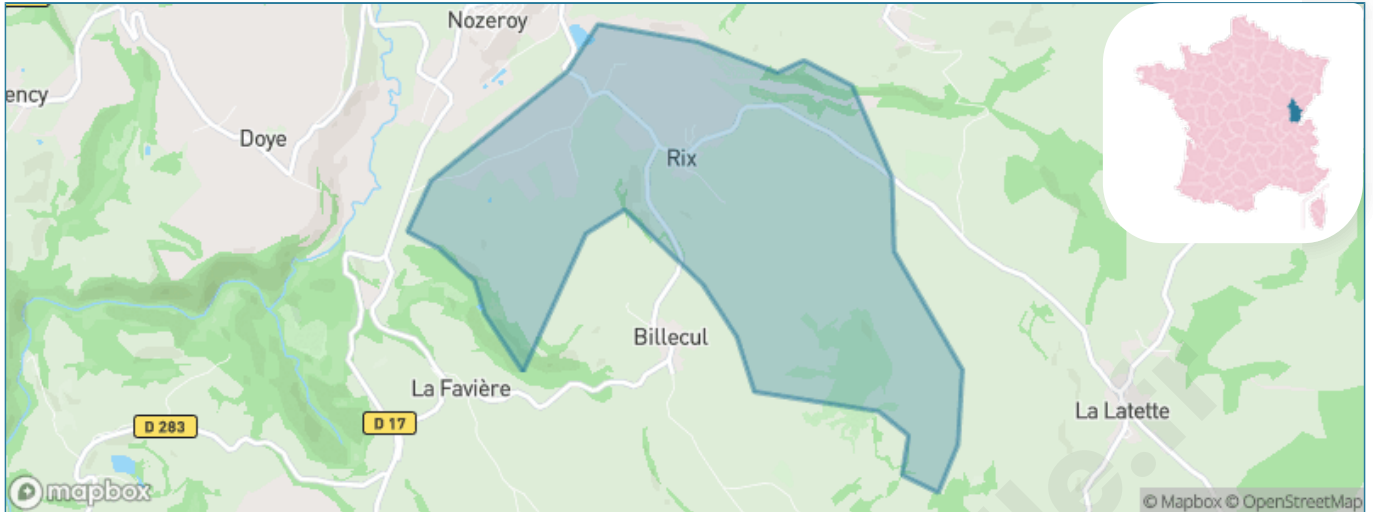 Nozeroy
ency
Doye
Rix
Billecul
La Favière
D 17
D 283
La Latette
mapbox
© Mapbox © OpenStreetMap